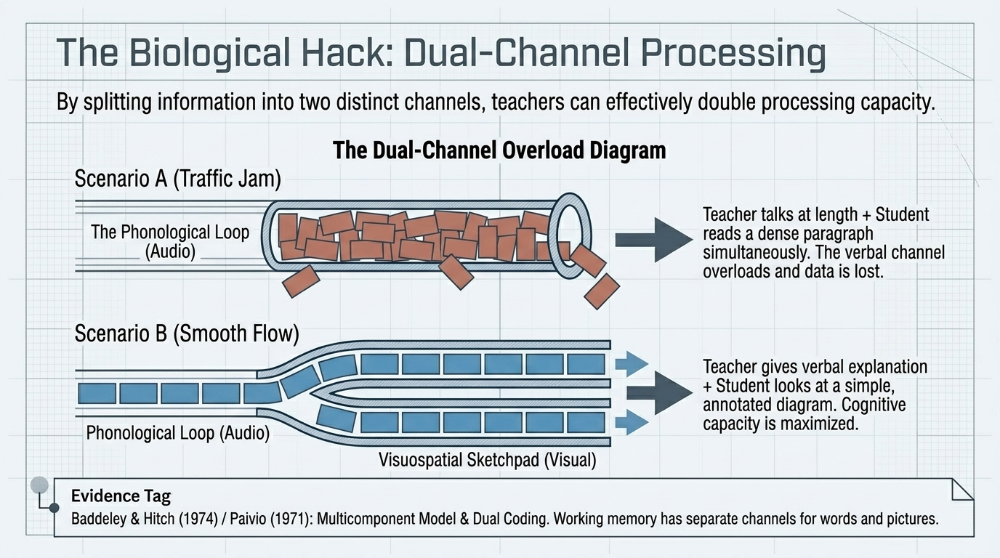 The Biological Hack: Dual-Channel Processing
By splitting information into two distinct channels, teachers can effectively double processing capacity.
The Dual-Channel Overload Diagram
Scenario A (Traffic Jam)
The Phonological Loop
(Audio)
Teacher talks at length + Student
reads a dense paragraph
simultaneously. The verbal channel
overloads and data is lost.
Scenario B (Smooth Flow)
Phonological Loop (Audio)
Visuospatial Sketchpad (Visual)
Teacher gives verbal explanation
+ Student looks at a simple,
annotated diagram. Cognitive
capacity is maximized.
Evidence Tag
Baddeley & Hitch (1974) / Paivio (1971): Multicomponent Model & Dual Coding. Working memory has separate channels for words and pictures.